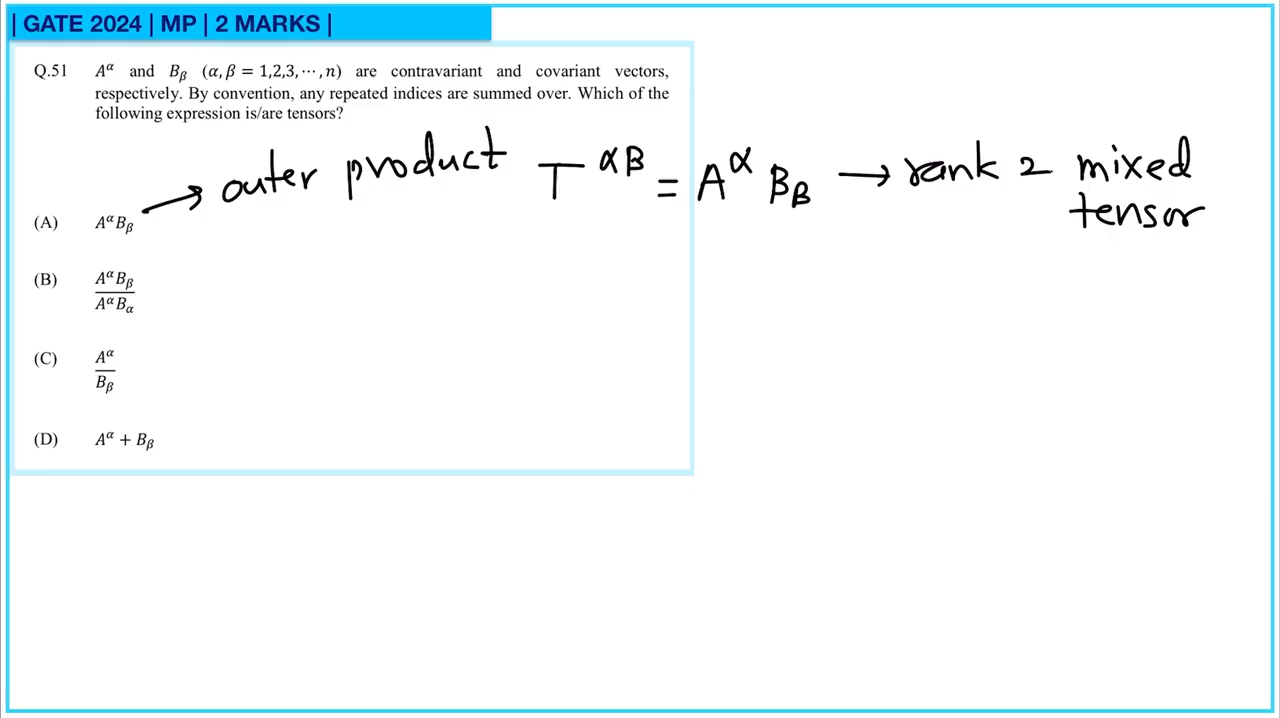 | GATE 2024 | MP | 2 MARKS |
Q.51 A^α and B_β (α, β = 1,2,3, ⋯ , n) are contravariant and covariant vectors,
respectively. By convention, any repeated indices are summed over. Which of the
following expression is/are tensors?
outer product T^αβ = A^α B_β → rank 2 mixed
tensor
(A) A^α B_β
(B) A^α B_β / A^α B_α
(C) A^α / B_β
(D) A^α + B_β